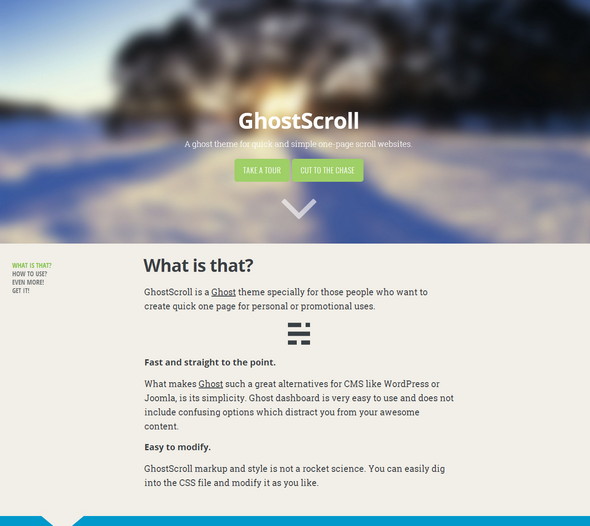 GhostScroll
A ghost theme for quick and simple one-page scroll websites
TAKE A TOUR CUT TO THE CHASE
WHAT IS THAT?
HOW TO USE?
EVEN MORE!
GET IT!
What is that?
GhostScroll is a Ghost theme specially for those people who want to
create quick one page for personal or promotional uses.
Fast and straight to the point.
What makes Ghost such a great alternatives for CMS like WordPress or
Joomla, is its simplicity. Ghost dashboard is very easy to use and does not
include confusing options which distract you from your awesome
content.
Easy to modify.
GhostScroll markup and style is not a rocket science. You can easily dig
into the CSS file and modify it as you like.